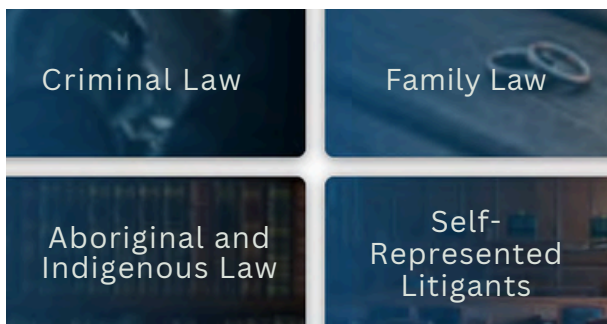 Criminal Law
Family Law
Aboriginal and
Indigenous Law
Self-
Represented
Litigants